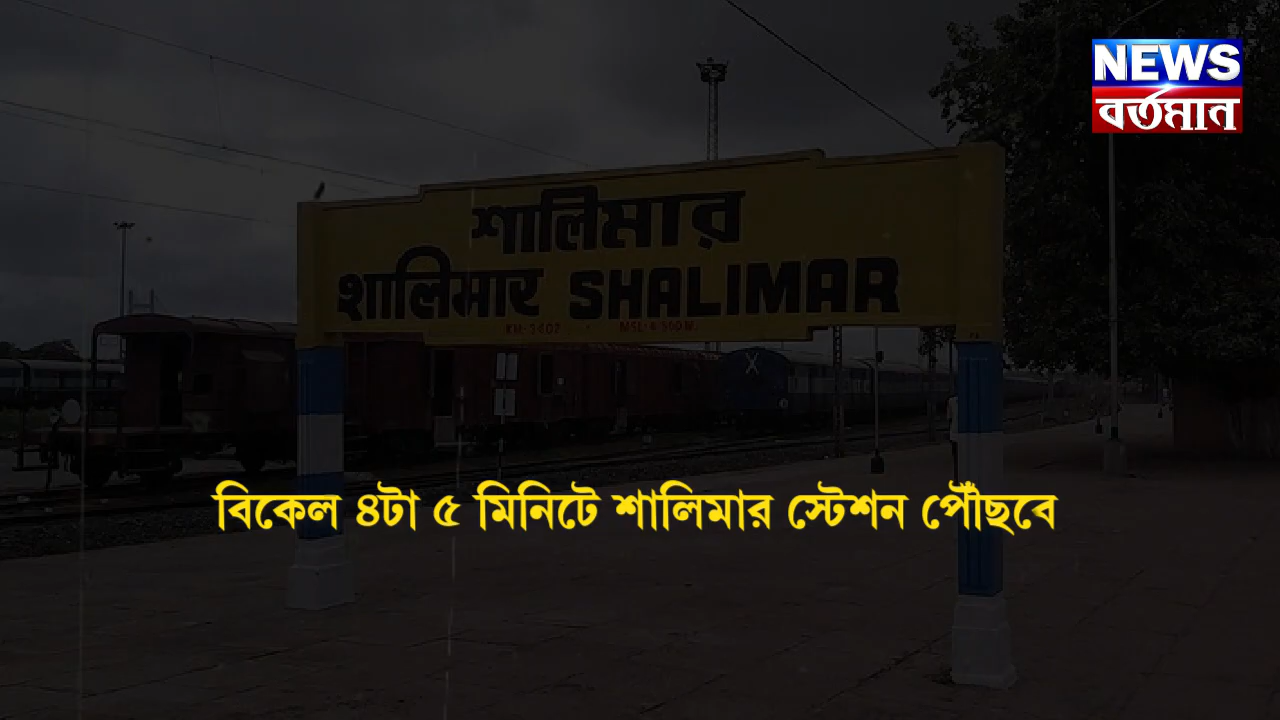 NEWS
বর্তমান
শালিমার
शालिमार SHALIMAR
বিকেল ৪টা ৫ মিনিটে শালিমার স্টেশন পৌঁছবে